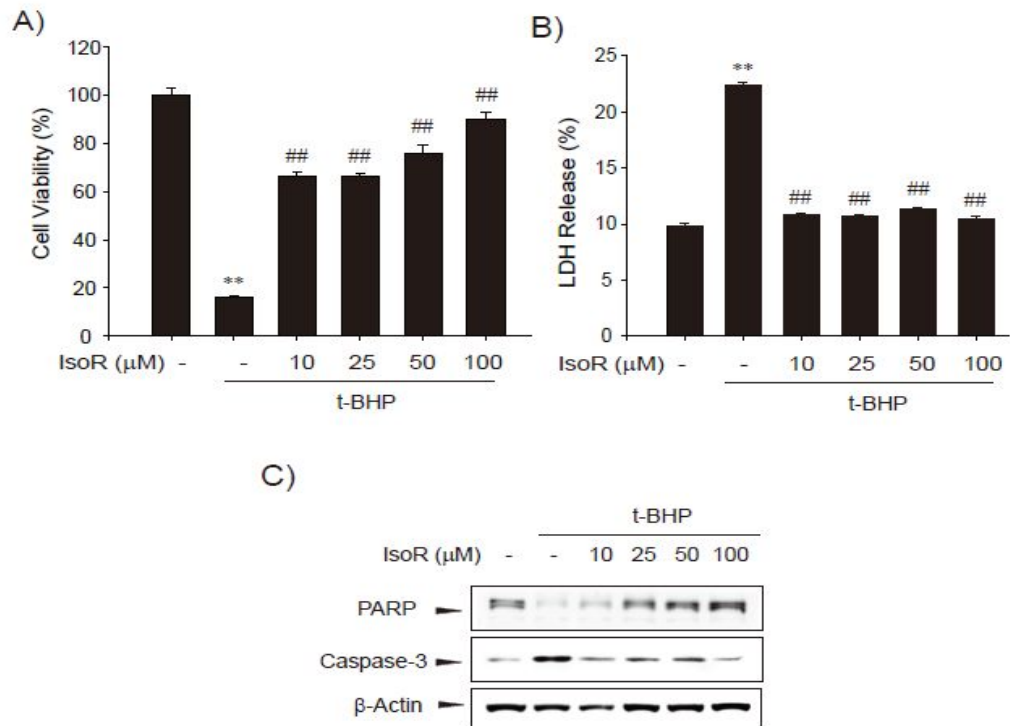 A)
120
100
80
60
40
20
0
Cell Viability (%)
**
##
##
##
##
IsoR (μM) - - 10 25 50 100
t-BHP
B)
25
20
15
10
5
0
LDH Release (%)
**
##
##
##
##
IsoR (μM) - - 10 25 50 100
t-BHP
C)
t-BHP
IsoR (μM) - - 10 25 50 100
PARP
Caspase-3
β-Actin